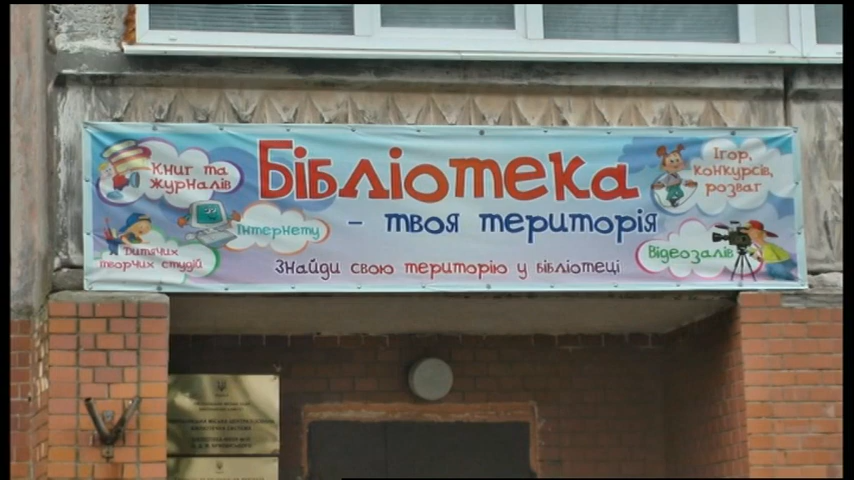 Книг та
журналів
Бібліотека
Ігор,
конкурсів,
розваг
– твоя територія
Інтернету
Дитячих
творчих студій
Відеозалів
Знайди свою територію у бібліотеці